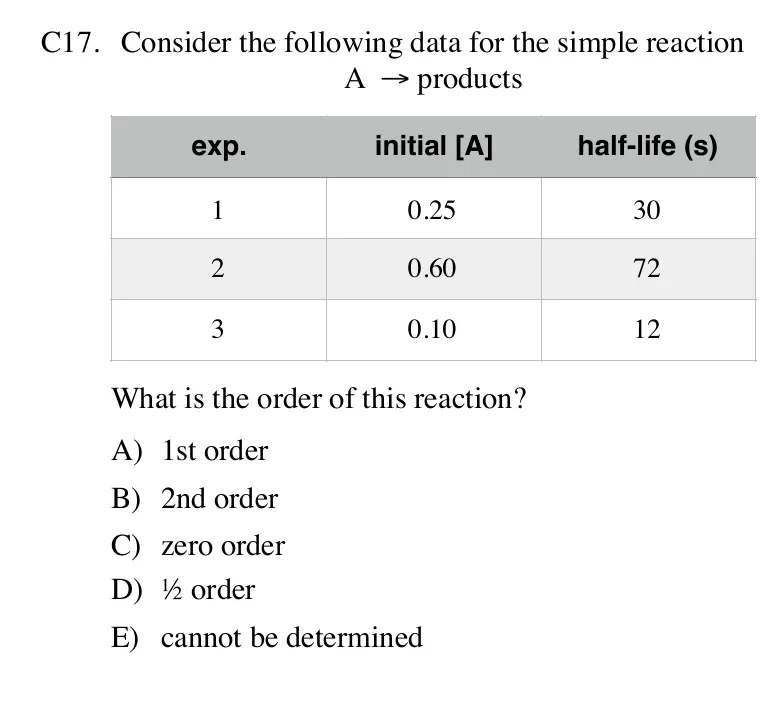 C17. Consider the following data for the simple reaction
A → products
exp. initial [A] half-life (s)
1 0.25 30
2 0.60 72
3 0.10 12
What is the order of this reaction?
A) 1st order
B) 2nd order
C) zero order
D) ½ order
E) cannot be determined